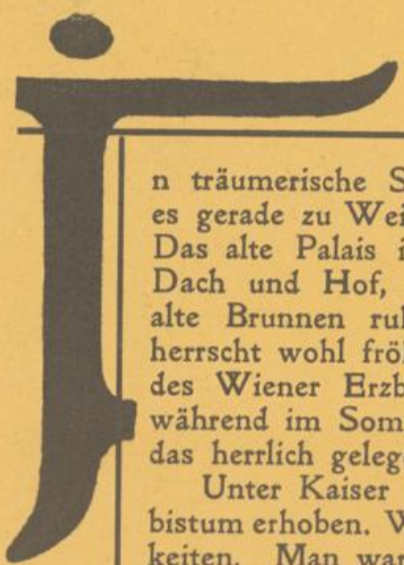 Jn träumerische S
es gerade zu Wei
Das alte Palais i
Dach und Hof,
alte Brunnen ru
herrscht wohl frö
des Wiener Erzb
während im Som
das herrlich geleg
Unter Kaiser
bistum erhoben. W
keiten. Man war